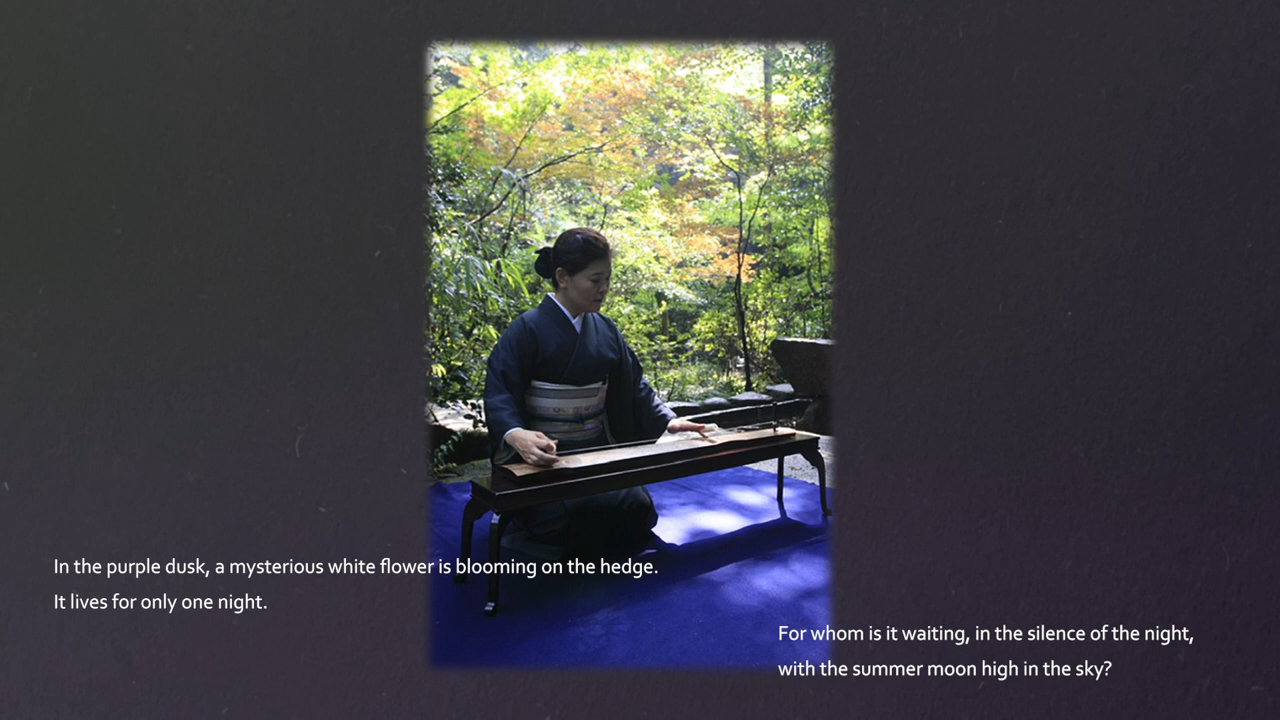 In the purple dusk, a mysterious white flower is blooming on the hedge.
It lives for only one night.
For whom is it waiting, in the silence of the night,
with the summer moon high in the sky?